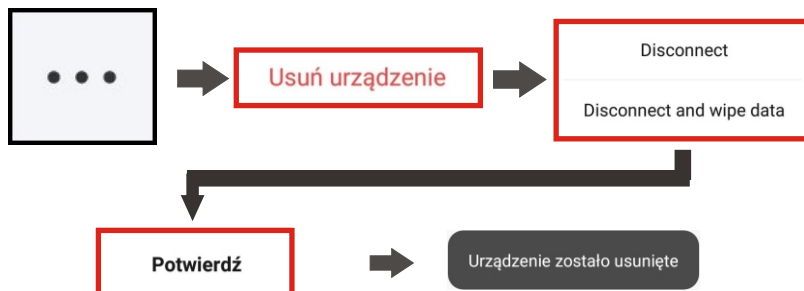 Usuń urządzenie
Disconnect
Disconnect and wipe data
Potwierdź
Urządzenie zostało usunięte